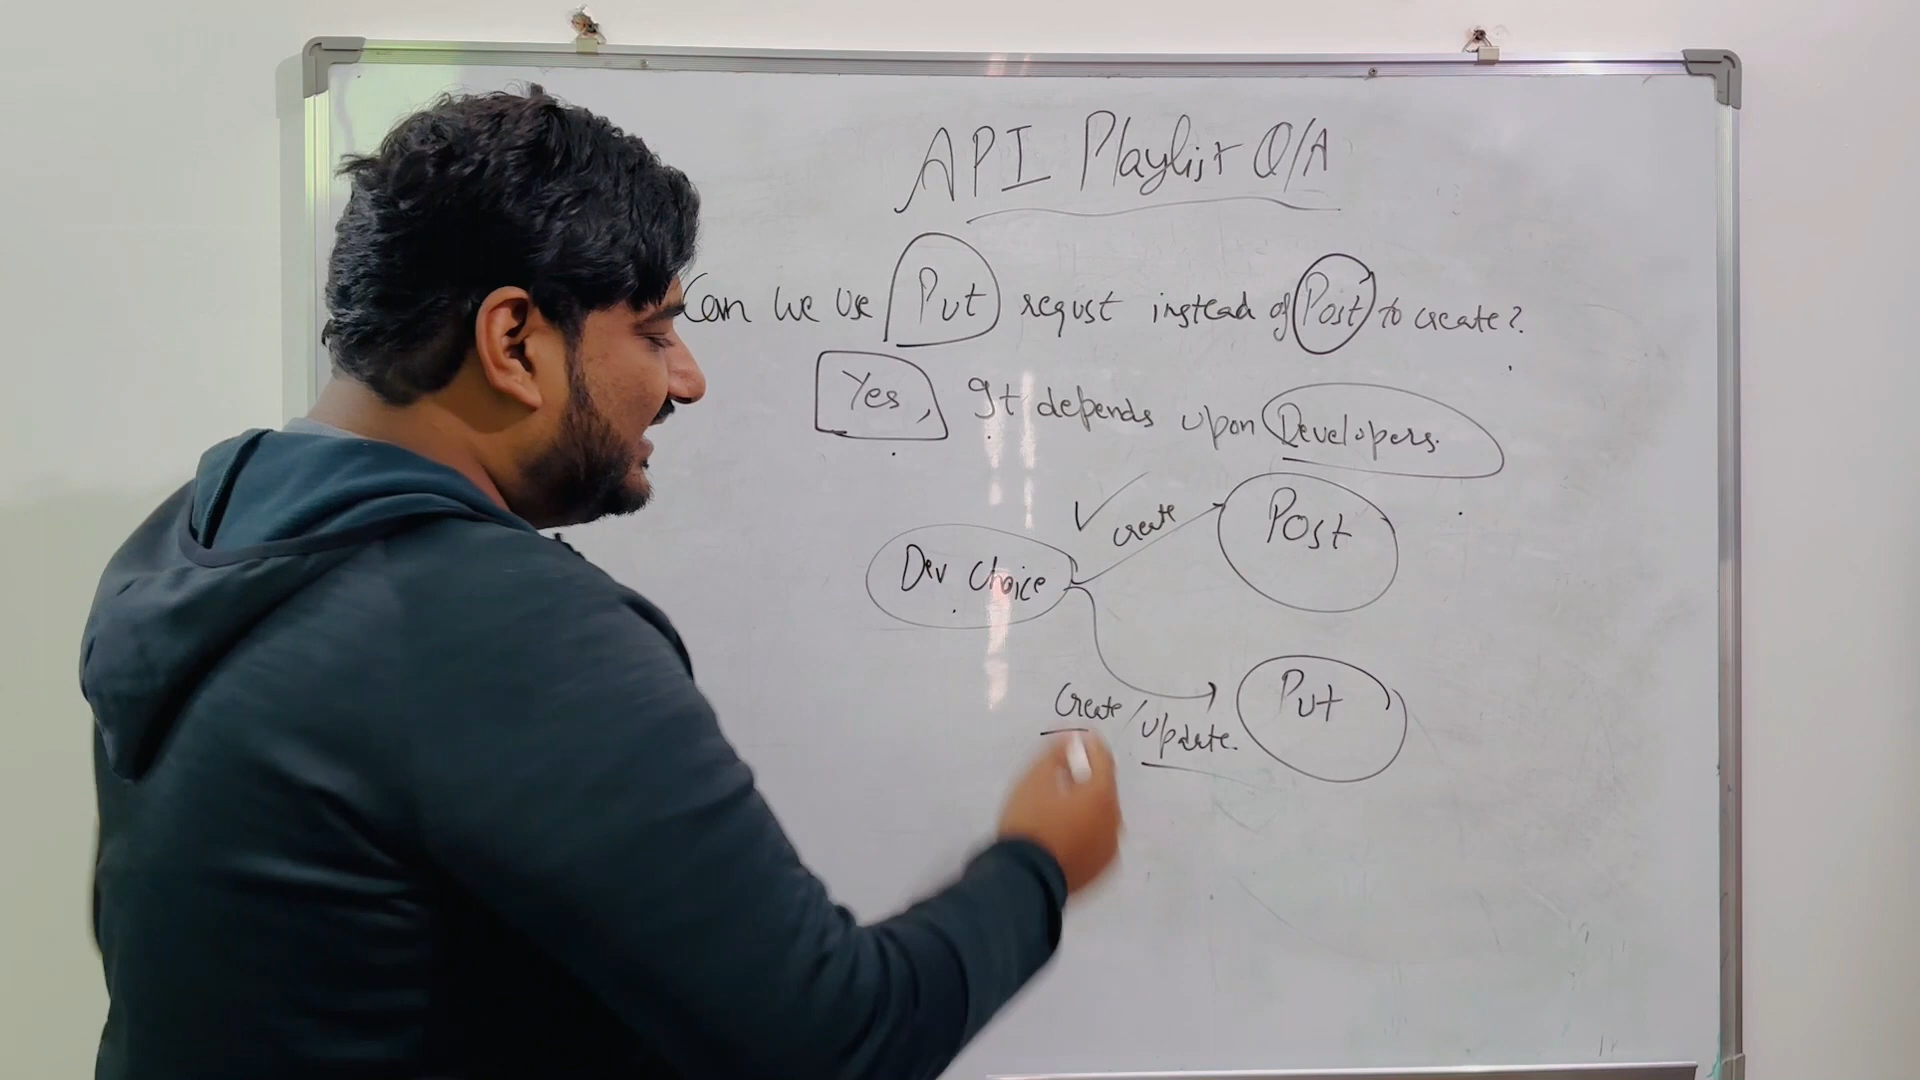 API Playlist Q/A
Can we use Put requst instead of Post to create?
Yes, It depends upon Developers.
create Post
Dev Choice
Create / Update. Put